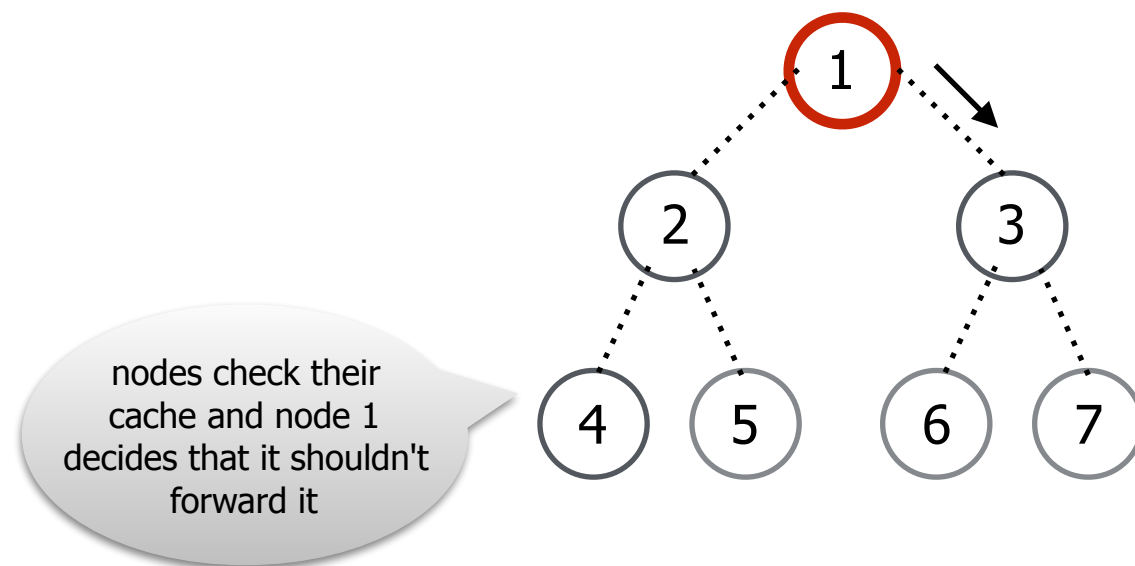 1
2
3
nodes check their
cache and node 1
decides that it shouldn't
forward it
4
5
6
7